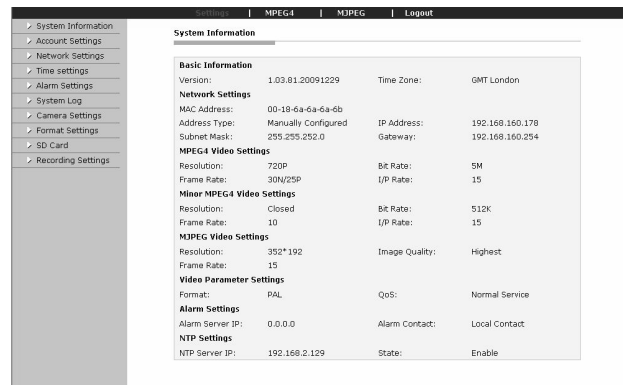 Settings | MPEG4 | MJPEG | Logout
System Information
Account Settings
Network Settings
Time settings
Alarm Settings
System Log
Camera Settings
Format Settings
SD Card
Recording Settings
System Information
Basic Information
Version: 1.03.81.20091229 Time Zone: GMT London
Network Settings
MAC Address: 00-18-6a-6a-6a-6b
Address Type: Manually Configured IP Address: 192.168.160.178
Subnet Mask: 255.255.252.0 Gateway: 192.168.160.254
MPEG4 Video Settings
Resolution: 720P Bit Rate: 5M
Frame Rate: 30N/25P I/P Rate: 15
Minor MPEG4 Video Settings
Resolution: Closed Bit Rate: 512K
Frame Rate: 10 I/P Rate: 15
MJPEG Video Settings
Resolution: 352*192 Image Quality: Highest
Frame Rate: 15
Video Parameter Settings
Format: PAL QoS: Normal Service
Alarm Settings
Alarm Server IP: 0.0.0.0 Alarm Contact: Local Contact
NTP Settings
NTP Server IP: 192.168.2.129 State: Enable